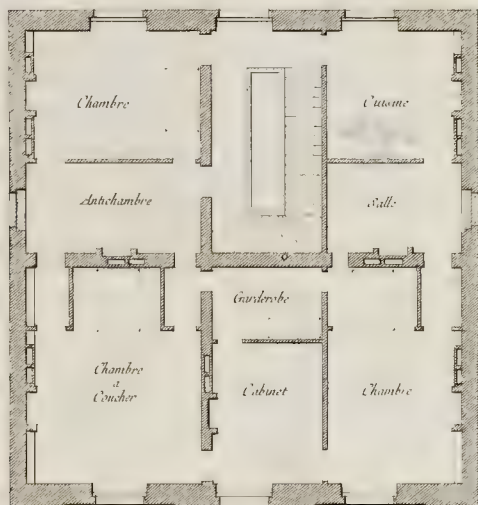 Chambre
Cuisine
Antichambre
Salle
Garderobe
Chambre
a
Coucher
Cabinet
Chambre